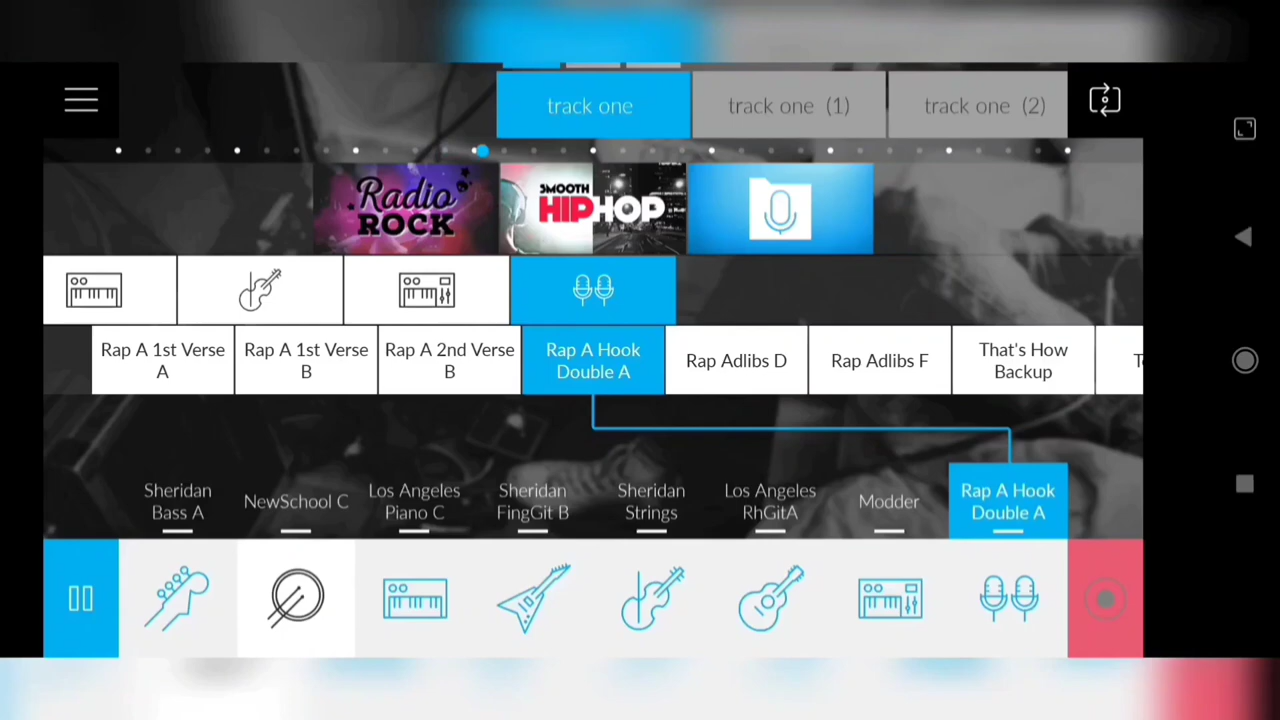 track one
track one (1)
track one (2)
Radio
ROCK
SMOOTH
HIPHOP
Rap A 1st Verse
A
Rap A 1st Verse
B
Rap A 2nd Verse
B
Rap A Hook
Double A
Rap Adlibs D
Rap Adlibs F
That's How
Backup
Sheridan
Bass A
NewSchool C
Los Angeles
Piano C
Sheridan
FingGit B
Sheridan
Strings
Los Angeles
RhGitA
Modder
Rap A Hook
Double A